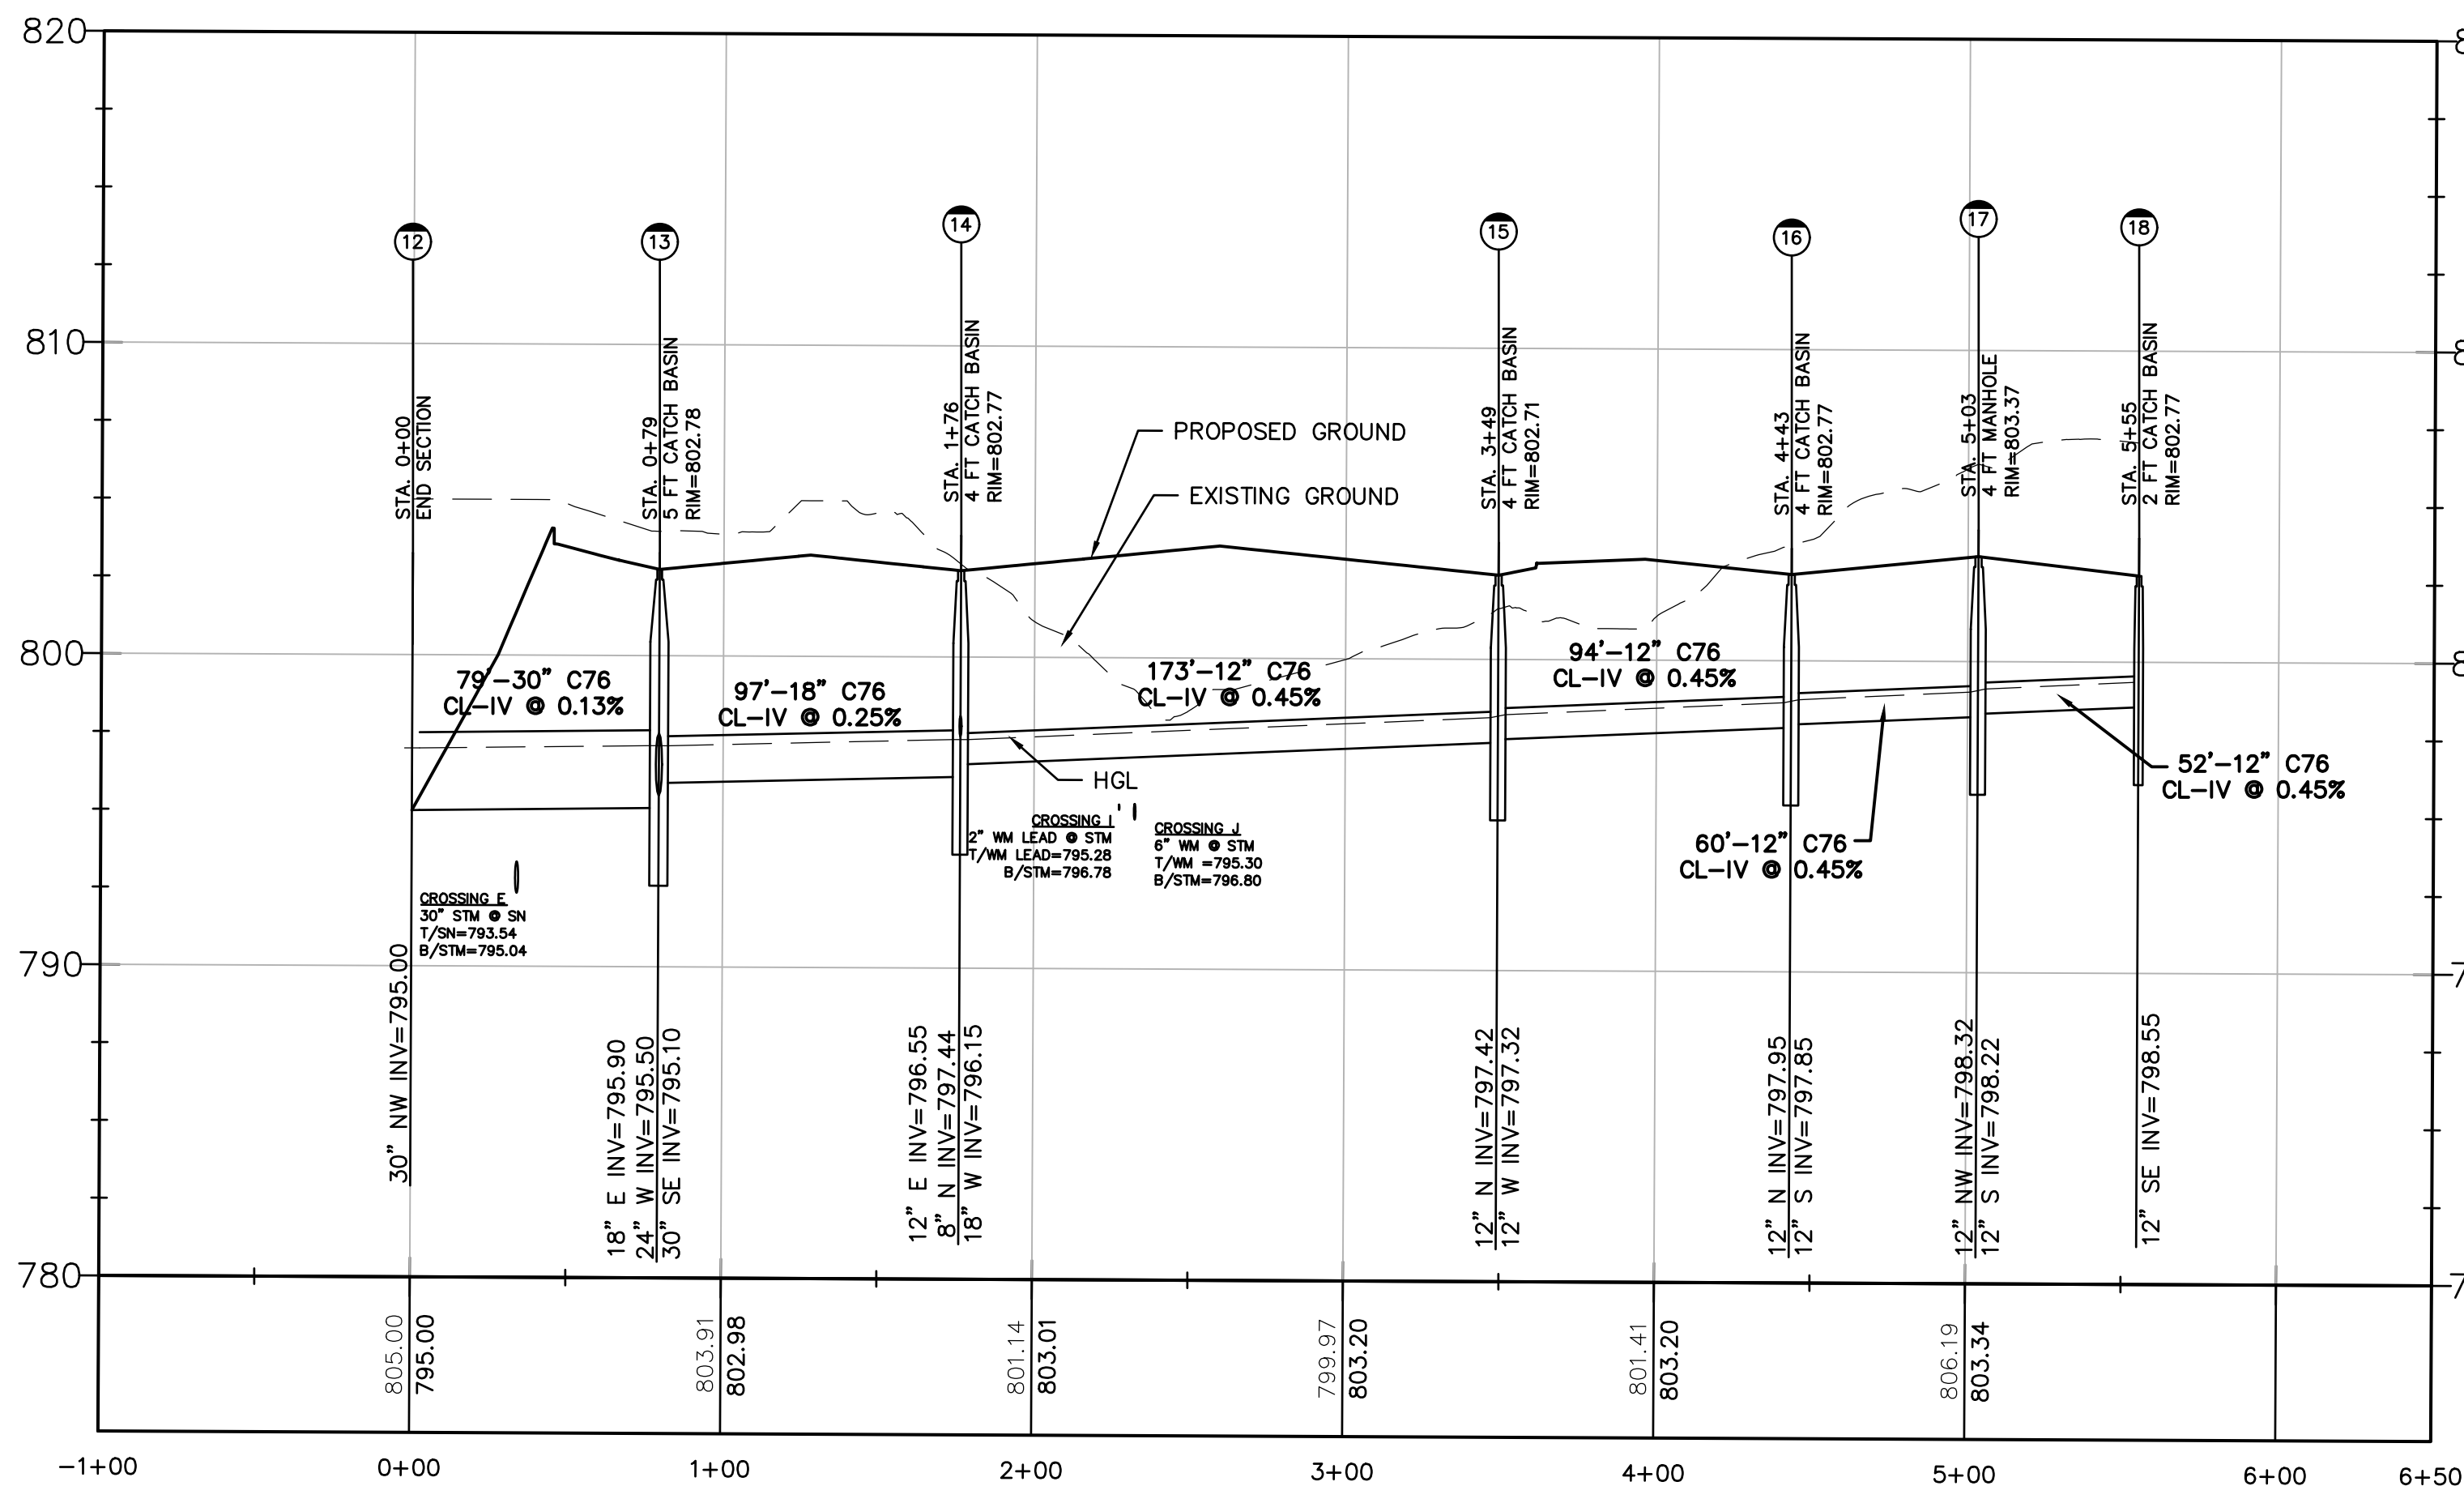 820
810
800
790
780
12
STA. 0+00
END SECTION
13
STA. 0+79
5 FT CATCH BASIN
RIM=802.78
14
STA. 1+76
4 FT CATCH BASIN
RIM=802.77
15
STA. 3+49
4 FT CATCH BASIN
RIM=802.71
16
STA. 4+43
4 FT CATCH BASIN
RIM=802.77
17
STA. 5+03
4 FT MANHOLE
RIM=803.37
18
STA. 5+55
2 FT CATCH BASIN
RIM=802.77
PROPOSED GROUND
EXISTING GROUND
79'-30" C76
CL-IV @ 0.13%
97'-18" C76
CL-IV @ 0.25%
173'-12" C76
CL-IV @ 0.45%
94'-12" C76
CL-IV @ 0.45%
60'-12" C76
CL-IV @ 0.45%
52'-12" C76
CL-IV @ 0.45%
HGL
CROSSING E
30" STM @ SN
T/SN=793.54
B/STM=795.04
CROSSING I
2" WM LEAD @ STM
T/WM LEAD=795.28
B/STM=796.78
CROSSING J
6" WM @ STM
T/WM =795.30
B/STM=796.80
30" NW INV=795.00
18" E INV=795.90
24" W INV=795.50
30" SE INV=795.10
12" E INV=796.55
8" N INV=797.44
18" W INV=796.15
12" N INV=797.42
12" W INV=797.32
12" N INV=797.95
12" S INV=797.85
12" NW INV=798.32
12" S INV=798.22
12" SE INV=798.55
805.00
795.00
803.91
802.98
801.14
803.01
799.97
803.20
801.41
803.20
806.19
803.34
-1+00
0+00
1+00
2+00
3+00
4+00
5+00
6+00
6+50